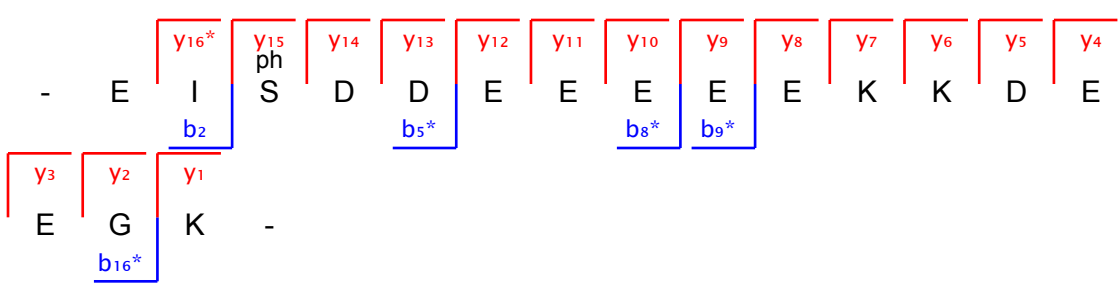 y16* y15 y14 y13 y12 y11 y10 y9 y8 y7 y6 y5 y4
ph
- E I S D D E E E E E K K D E
b2 b5* b8* b9*
y3 y2 y1
E G K -
b16*